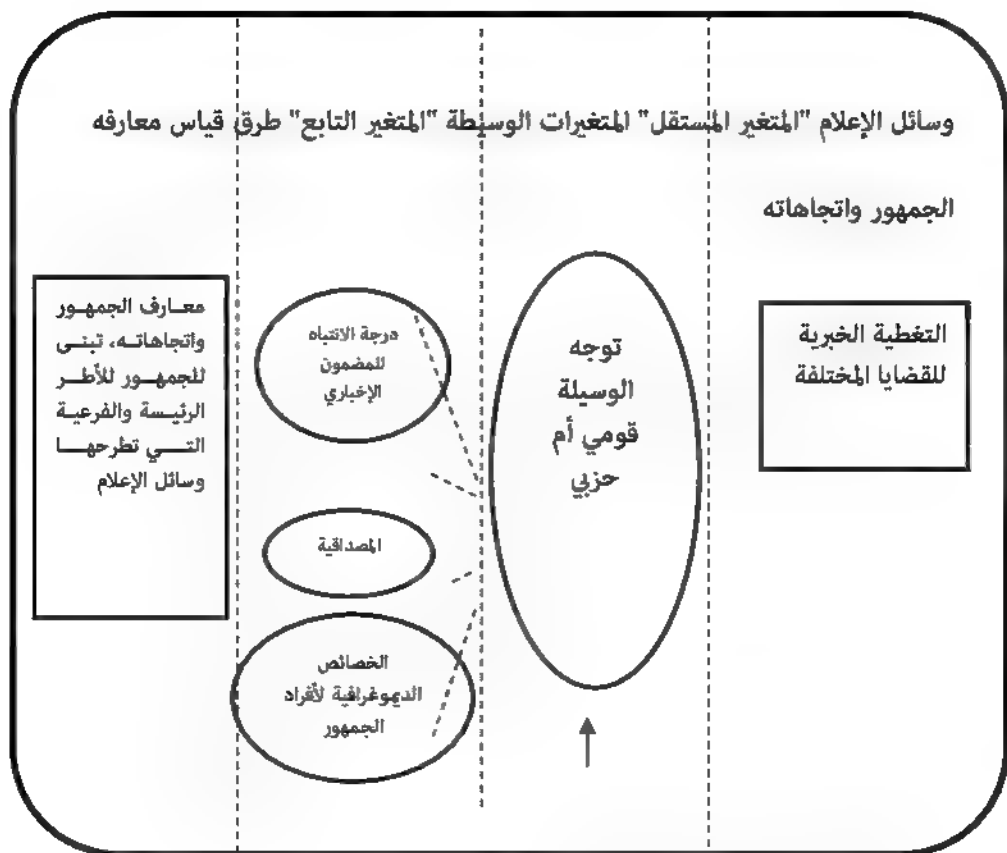 وسائل الإعلام "المتغير المستقل" المتغيرات الوسيطة "المتغير التابع" طرق قياس معارفه
الجمهور واتجاهاته
التغطية الخبرية
للقضايا المختلفة
توجه
الوسيلة
قومي أم
حزبي
درجة الانتباه
للمضمون
الإخباري
المصداقية
الخصائص
الديموغرافية لأفراد
الجمهور
معارف الجمهور
واتجاهاته، تبنى
للجمهور للأطر
الرئيسة والفرعية
التي تطرحها
وسائل الإعلام